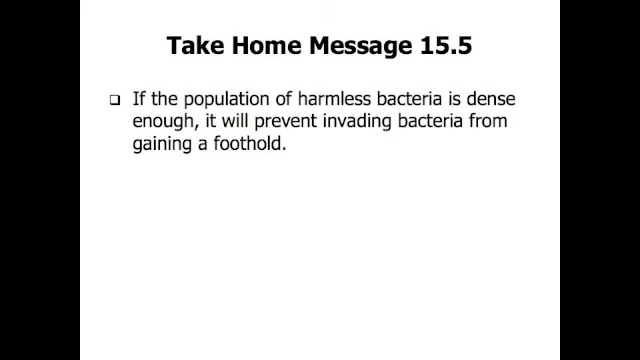 Take Home Message 15.5
❑ If the population of harmless bacteria is dense
enough, it will prevent invading bacteria from
gaining a foothold.